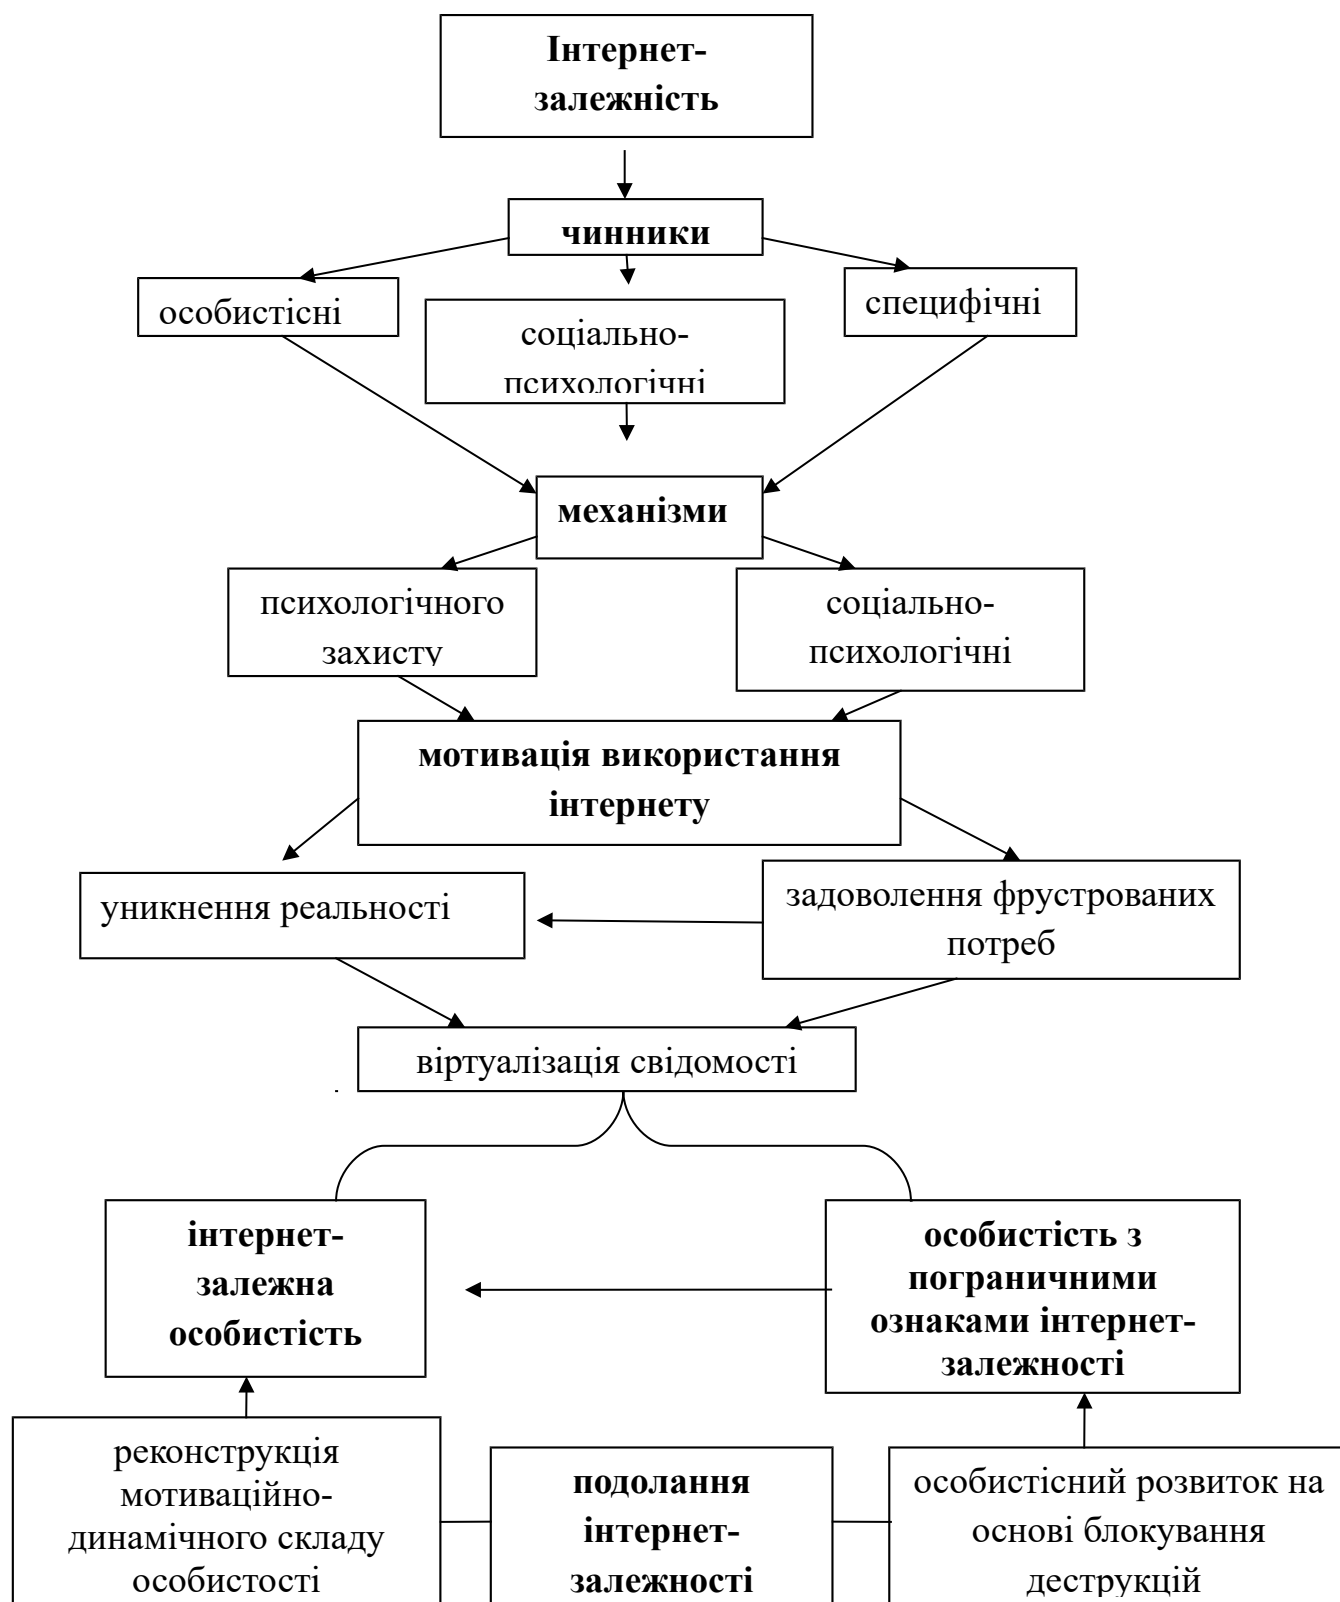 Інтернет-
залежність
чинники
особистісні
соціально-
психологічні
специфічні
механізми
психологічного
захисту
соціально-
психологічні
мотивація використання
інтернету
уникнення реальності
задоволення фрустрованих
потреб
віртуалізація свідомості
інтернет-
залежна
особистість
особистість з
пограничними
ознаками інтернет-
залежності
реконструкція
мотиваційно-
динамічного складу
особистості
подолання
інтернет-
залежності
особистісний розвиток на
основі блокування
деструкцій